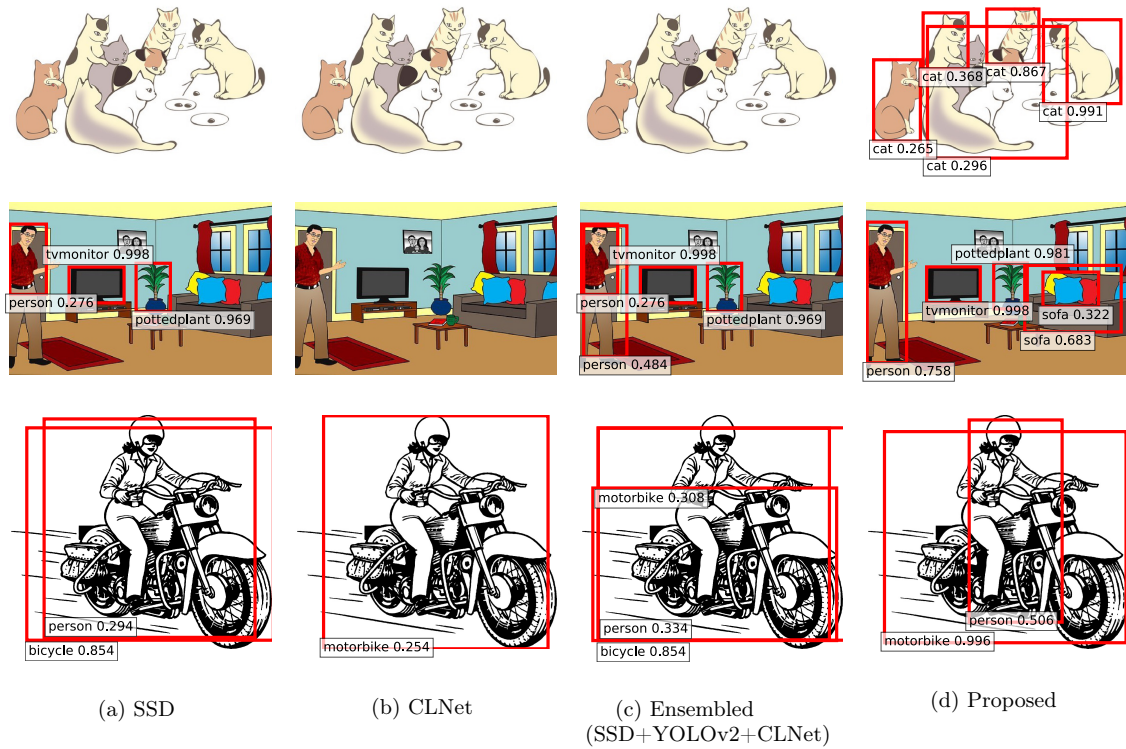 cat 0.368
cat 0.867
cat 0.991
cat 0.265
cat 0.296
tvmonitor 0.998
person 0.276
pottedplant 0.969
tvmonitor 0.998
person 0.276
pottedplant 0.969
person 0.484
pottedplant 0.981
tvmonitor 0.998
sofa 0.322
sofa 0.683
person 0.758
person 0.294
bicycle 0.854
motorbike 0.254
motorbike 0.308
person 0.334
bicycle 0.854
person 0.506
motorbike 0.996
(a) SSD
(b) CLNet
(c) Ensembled
(SSD+YOLOv2+CLNet)
(d) Proposed